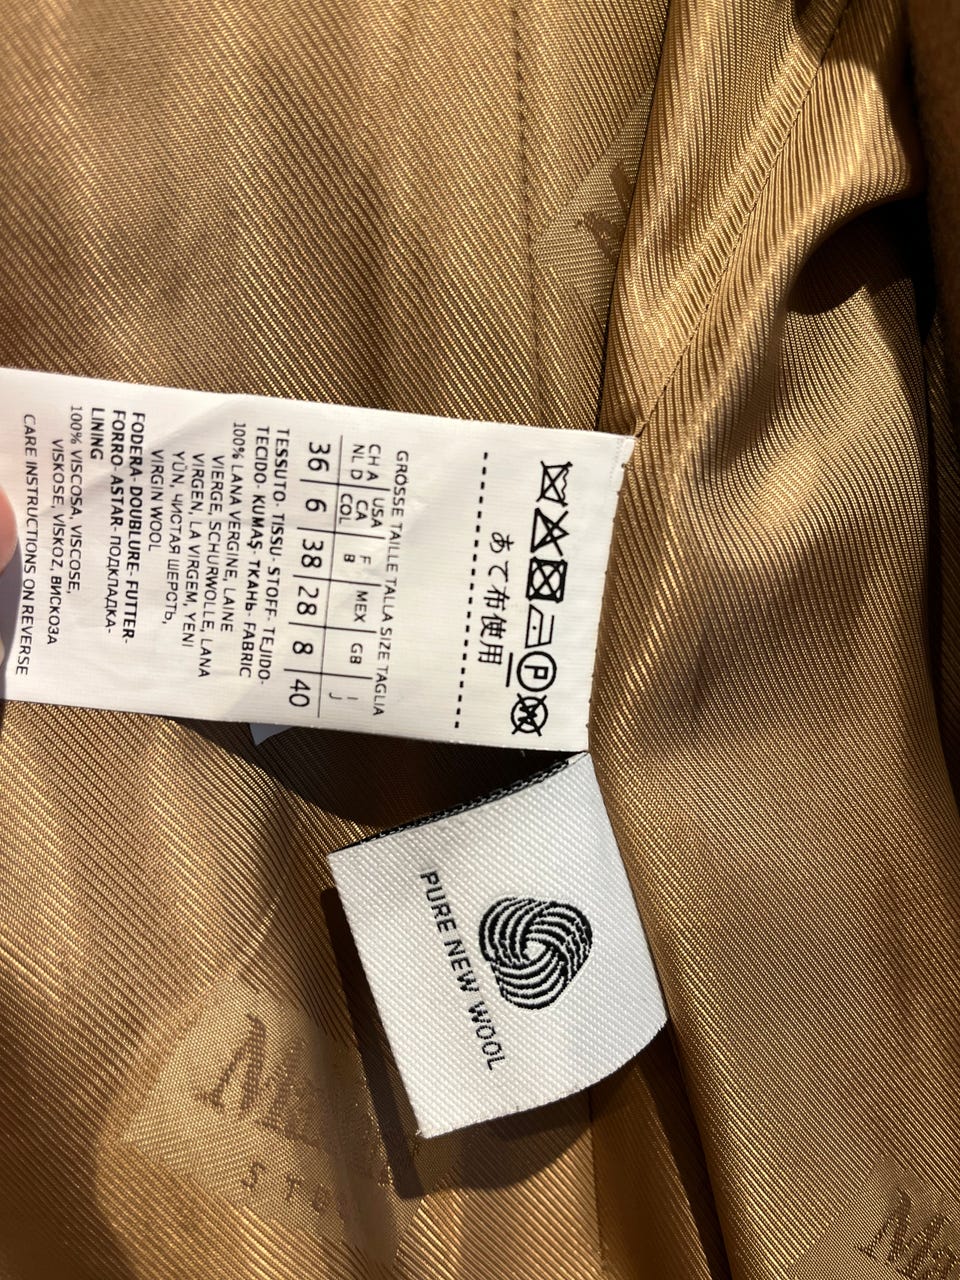 あて布使用
GRÖSSE TAILLE TALLA SIZE TAGLIA
CH A | USA | F | MEX | GB | I
NL D | CA COL | B | J
36 | 6 | 38 | 28 | 8 | 40
TESSUTO- TISSU- STOFF- TEJIDO-
TECIDO- KUMAŞ- ТКАНЬ- FABRIC
100% LANA VERGINE, LAINE
VIERGE, SCHURWOLLE, LANA
VIRGEN, LA VIRGEM, YENI
YÜN, ЧИСТАЯ ШЕРСТЬ,
VIRGIN WOOL
FODERA- DOUBLURE- FUTTER-
FORRO- ASTAR- ПОДКЛАДКА-
LINING
100% VISCOSA, VISCOSE,
VISKOSE, VISKOZ, ВИСКОЗА
CARE INSTRUCTIONS ON REVERSE
PURE NEW WOOL